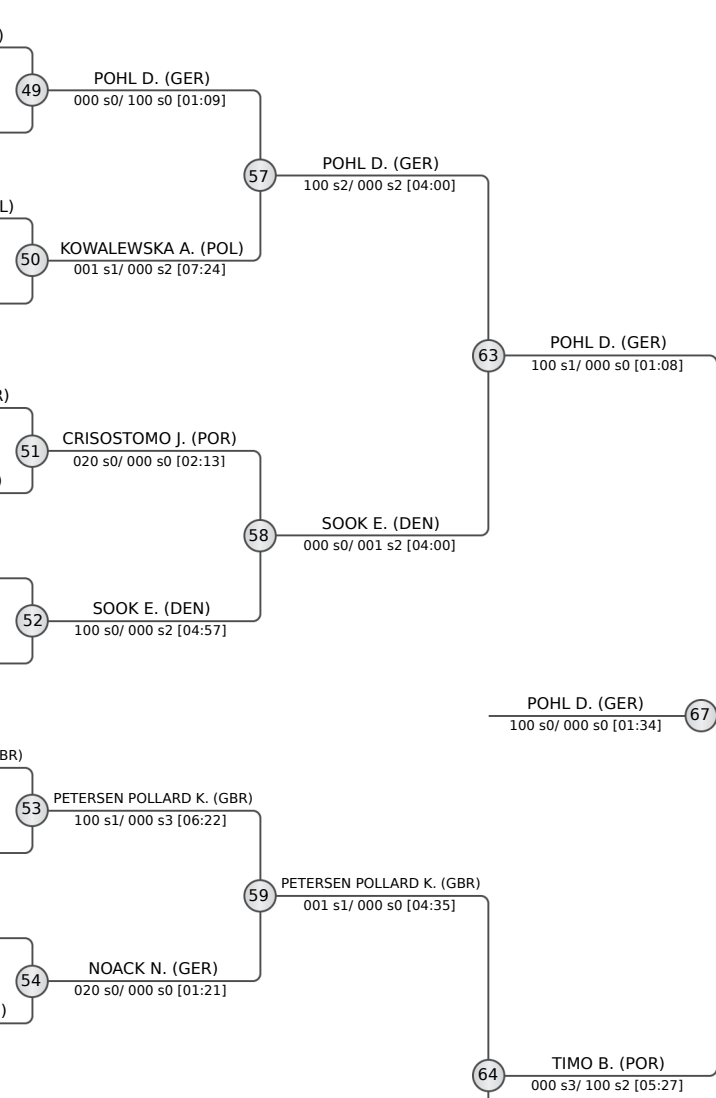 )
49
POHL D. (GER)
000 s0/ 100 s0 [01:09]
57
POHL D. (GER)
100 s2/ 000 s2 [04:00]
L)
50
KOWALEWSKA A. (POL)
001 s1/ 000 s2 [07:24]
63
POHL D. (GER)
100 s1/ 000 s0 [01:08]
R)
51
CRISOSTOMO J. (POR)
020 s0/ 000 s0 [02:13]
)
58
SOOK E. (DEN)
000 s0/ 001 s2 [04:00]
52
SOOK E. (DEN)
100 s0/ 000 s2 [04:57]
POHL D. (GER)
100 s0/ 000 s0 [01:34]
67
BR)
53
PETERSEN POLLARD K. (GBR)
100 s1/ 000 s3 [06:22]
59
PETERSEN POLLARD K. (GBR)
001 s1/ 000 s0 [04:35]
54
NOACK N. (GER)
020 s0/ 000 s0 [01:21]
)
64
TIMO B. (POR)
000 s3/ 100 s2 [05:27]